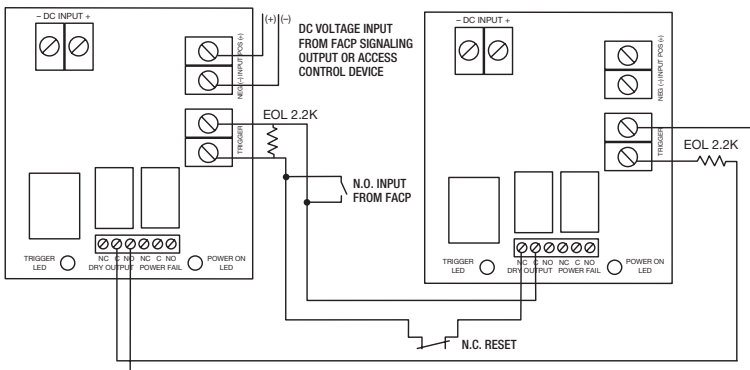 – DC INPUT +
(+)
(–)
DC VOLTAGE INPUT
FROM FACP SIGNALING
OUTPUT OR ACCESS
CONTROL DEVICE
NEG (–) INPUT POS (+)
TRIGGER
EOL 2.2K
N.O. INPUT
FROM FACP
TRIGGER
LED
NC C NO NC C NO
DRY OUTPUT POWER FAIL
POWER ON
LED
– DC INPUT +
NEG (–) INPUT POS (+)
TRIGGER
EOL 2.2K
TRIGGER
LED
NC C NO NC C NO
DRY OUTPUT POWER FAIL
POWER ON
LED
N.C. RESET